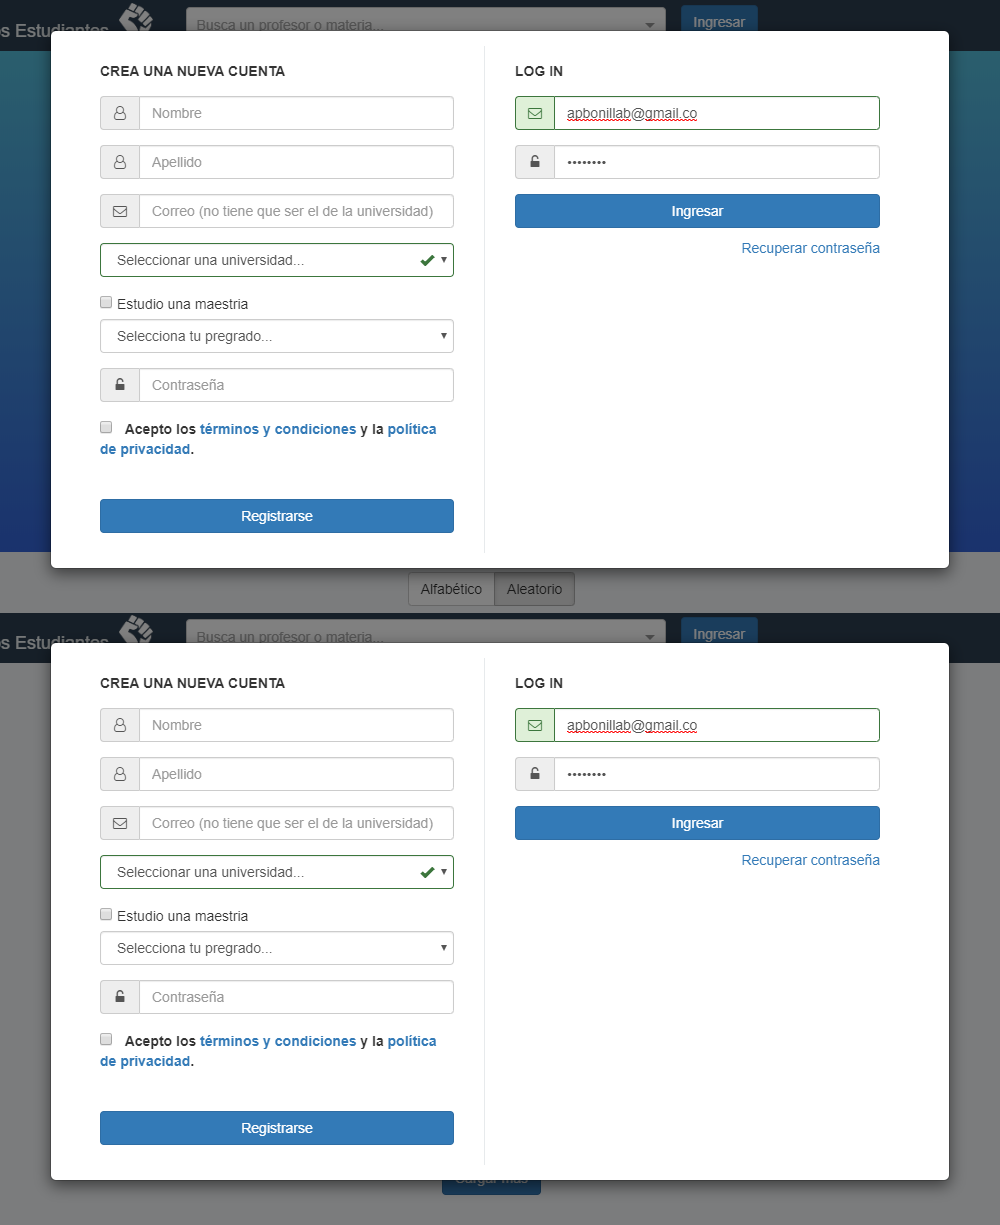 os Estudiantes
Busca un profesor o materia...
Ingresar
CREA UNA NUEVA CUENTA
Nombre
Apellido
Correo (no tiene que ser el de la universidad)
Seleccionar una universidad...
Estudio una maestria
Selecciona tu pregrado...
Contraseña
Acepto los términos y condiciones y la política
de privacidad.
Registrarse
LOG IN
apbonillab@gmail.co
••••••••
Ingresar
Recuperar contraseña
Alfabético
Aleatorio
os Estudiantes
Busca un profesor o materia...
Ingresar
CREA UNA NUEVA CUENTA
Nombre
Apellido
Correo (no tiene que ser el de la universidad)
Seleccionar una universidad...
Estudio una maestria
Selecciona tu pregrado...
Contraseña
Acepto los términos y condiciones y la política
de privacidad.
Registrarse
LOG IN
apbonillab@gmail.co
••••••••
Ingresar
Recuperar contraseña
Cargar más